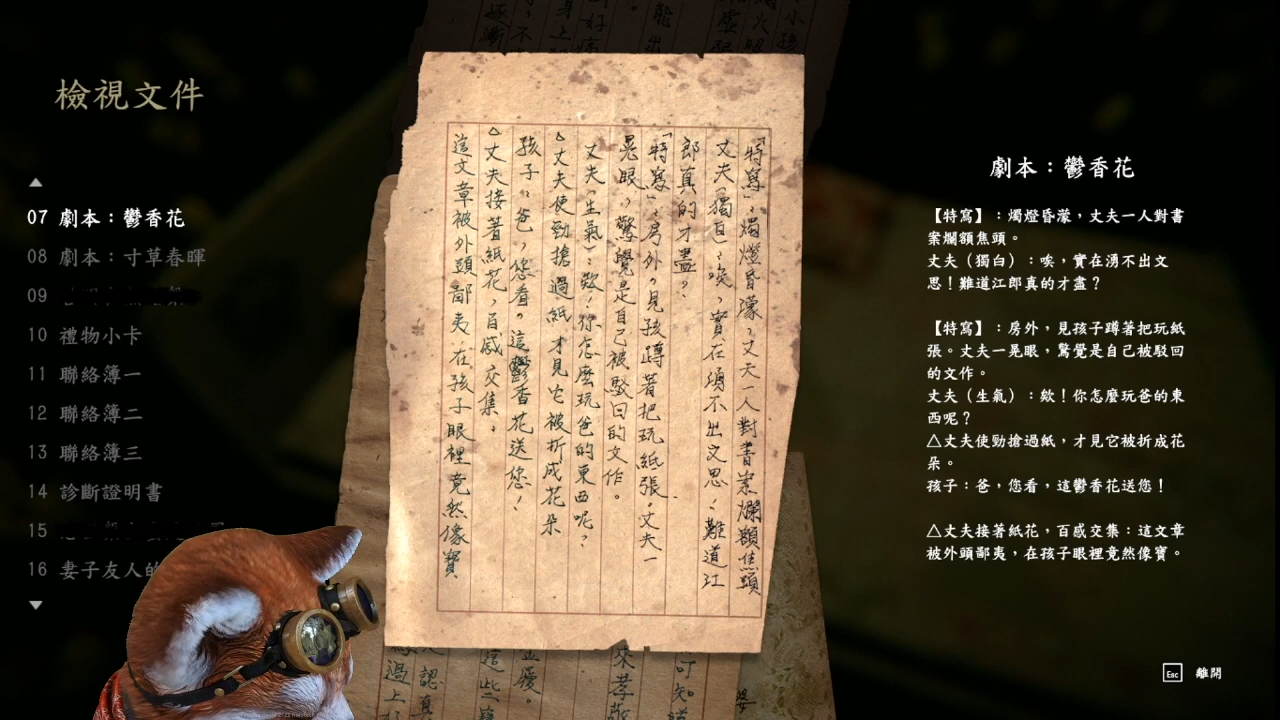 檢視文件
07 劇本：鬱香花
08 劇本：寸草春暉
09
10 禮物小卡
11 聯絡簿一
12 聯絡簿二
13 聯絡簿三
14 診斷證明書
15
16 妻子友人的
「特寫」：燭燈昏濛，丈夫一人對書案爛額焦頭
丈夫（獨白）：唉，實在湧不出文思！難道江
郎真的才盡？
「特寫」：房外，見孩蹲著把玩紙張。丈夫一
晃眼，驚覺是自己被駁回的文作。
丈夫（生氣）：欸！你怎麼玩爸的東西呢？
△丈夫使勁搶過紙才見它被折成花朵
孩子：爸，您看。這鬱香花送您！
△丈夫接著紙花，百感交集，
這文章被外頭鄙夷，在孩子眼裡竟然像寶
劇本：鬱香花
【特寫】：燭燈昏濛，丈夫一人對書
案爛額焦頭。
丈夫（獨白）：唉，實在湧不出文
思！難道江郎真的才盡？
【特寫】：房外，見孩子蹲著把玩紙
張。丈夫一晃眼，驚覺是自己被駁回
的文作。
丈夫（生氣）：欸！你怎麼玩爸的東
西呢？
△丈夫使勁搶過紙，才見它被折成花
朵。
孩子：爸，您看，這鬱香花送您！
△丈夫接著紙花，百感交集：這文章
被外頭鄙夷，在孩子眼裡竟然像寶。
Esc 離開